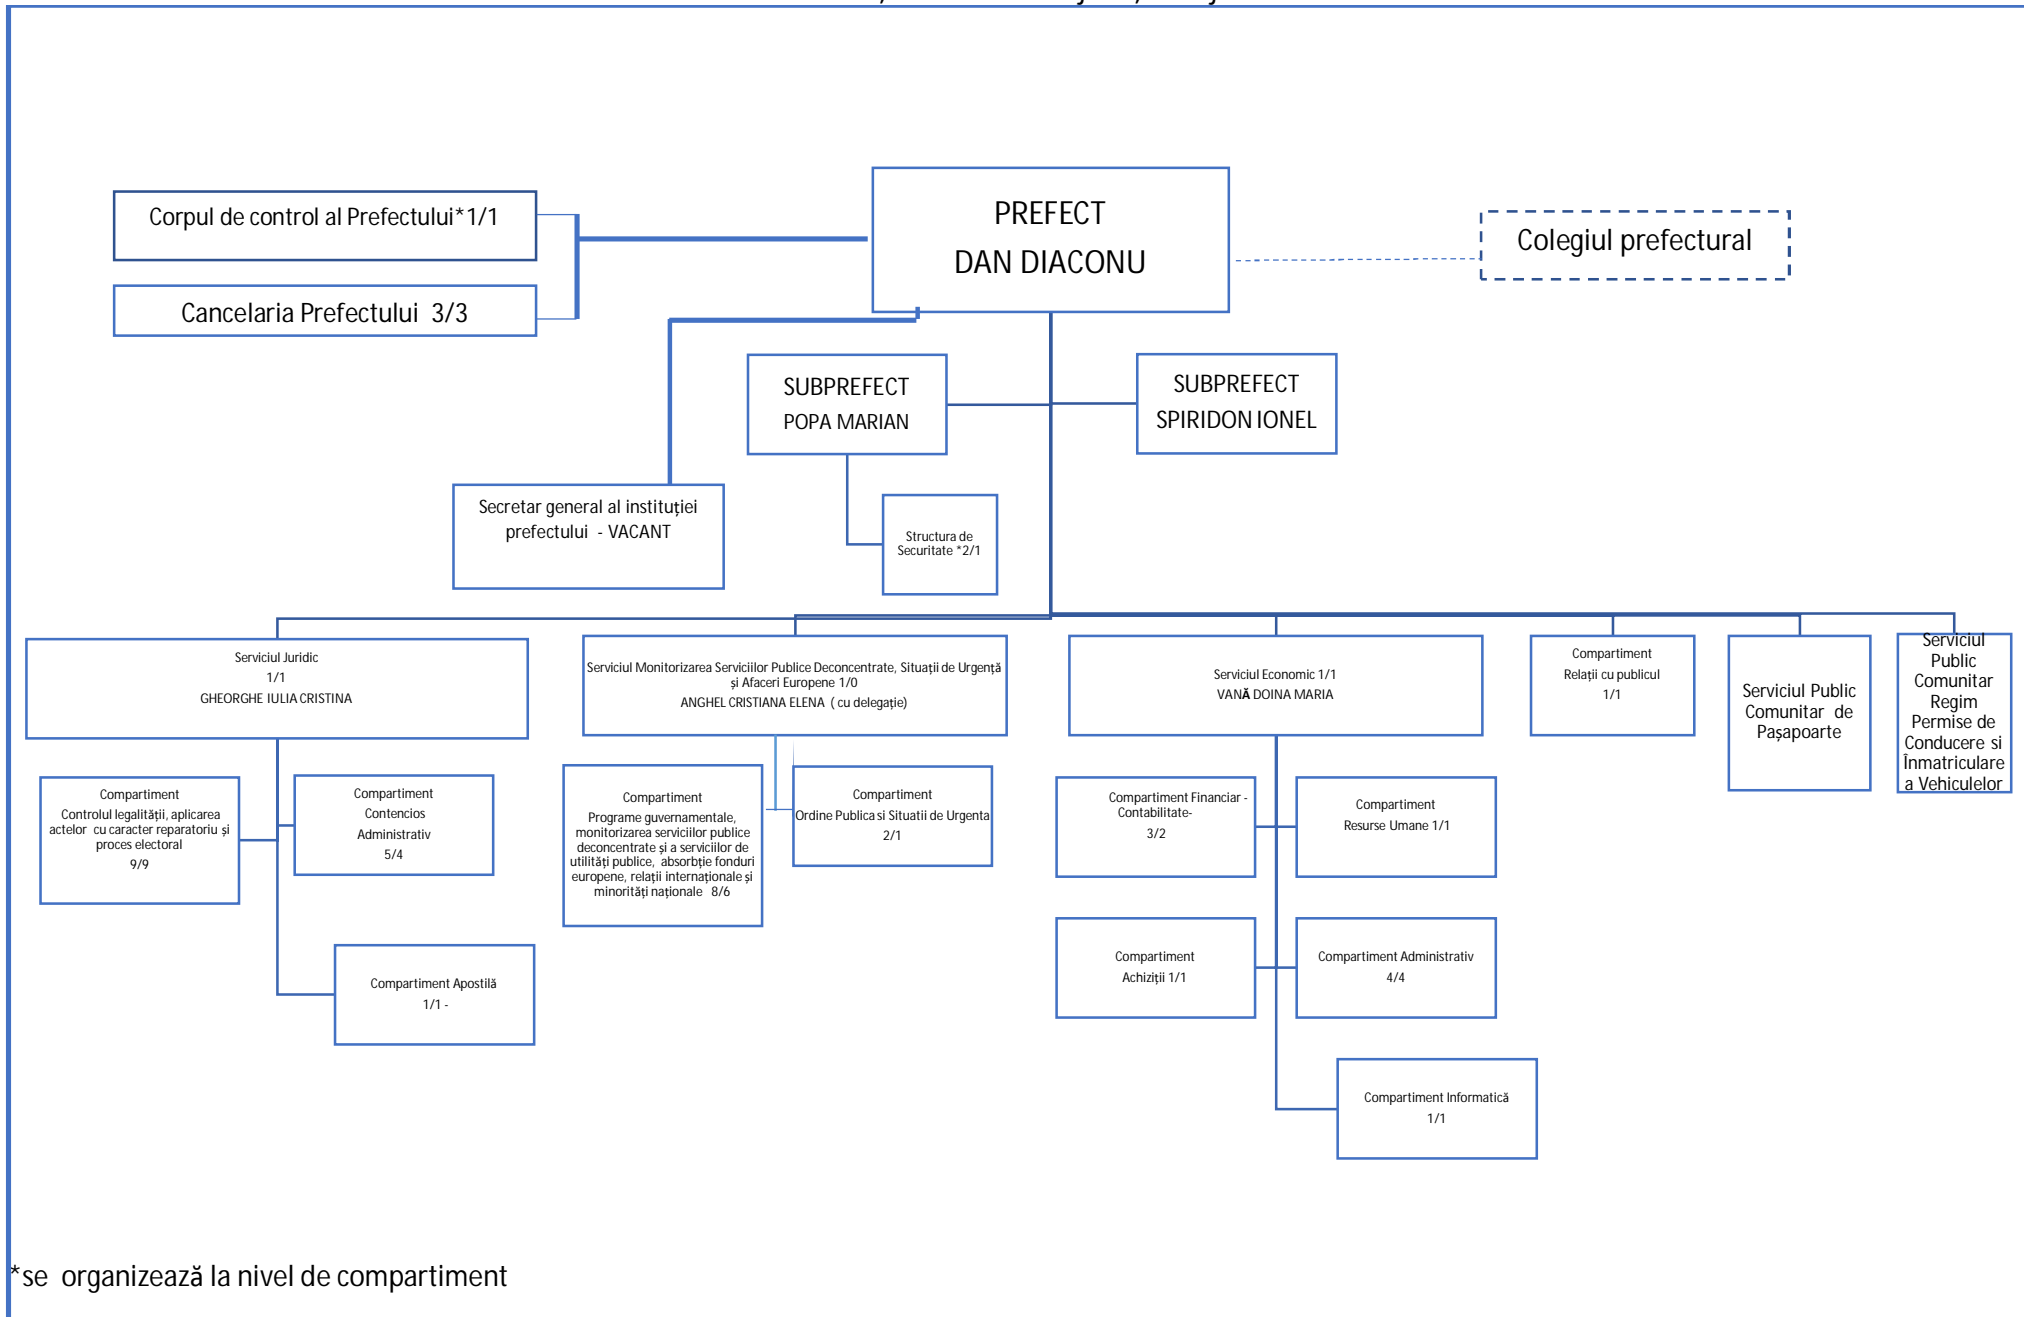 PREFECT
DAN DIACONU
Corpul de control al Prefectului*1/1
Cancelaria Prefectului 3/3
Colegiul prefectural
SUBPREFECT
POPA MARIAN
SUBPREFECT
SPIRIDON IONEL
Secretar general al instituției
prefectului - VACANT
Structura de
Securitate *2/1
Serviciul Juridic
1/1
GHEORGHE IULIA CRISTINA
Serviciul Monitorizarea Serviciilor Publice Deconcentrate, Situații de Urgență
și Afaceri Europene 1/0
ANGHEL CRISTIANA ELENA ( cu delegație)
Serviciul Economic 1/1
VANĂ DOINA MARIA
Compartiment
Relații cu publicul
1/1
Serviciul Public
Comunitar de
Pașapoarte
Serviciul
Public
Comunitar
Regim
Permise de
Conducere si
Înmatriculare
a Vehiculelor
Compartiment
Controlul legalității, aplicarea
actelor cu caracter reparatoriu și
proces electoral
9/9
Compartiment
Contencios
Administrativ
5/4
Compartiment Apostilă
1/1 -
Compartiment
Programe guvernamentale,
monitorizarea serviciilor publice
deconcentrate și a serviciilor de
utilități publice, absorbție fonduri
europene, relații internaționale și
minorități naționale 8/6
Compartiment
Ordine Publica si Situatii de Urgenta
2/1
Compartiment Financiar -
Contabilitate-
3/2
Compartiment
Resurse Umane 1/1
Compartiment
Achiziții 1/1
Compartiment Administrativ
4/4
Compartiment Informatică
1/1
*se organizează la nivel de compartiment